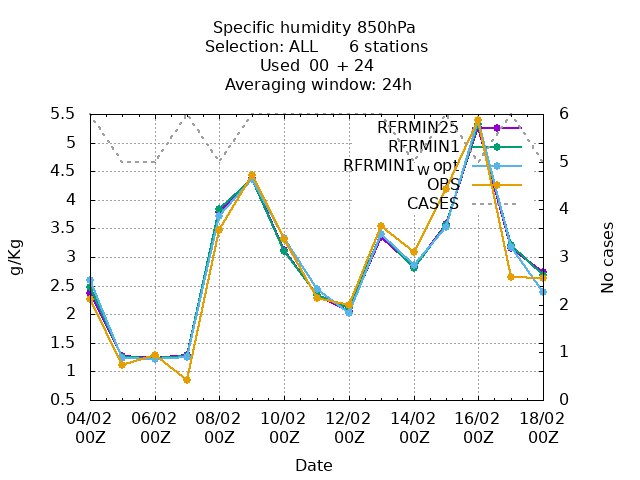 Specific humidity 850hPa
Selection: ALL 6 stations
Used 00 + 24
Averaging window: 24h
5.5 6
RFRMIN25
5
RFRMIN1
RFRMIN1W opt 5
4.5
OBS
4 CASES 4
3.5
3 3
2.5
2 2
1.5
1 1
0.5 0
g/Kg
No cases
04/02 06/02 08/02 10/02 12/02 14/02 16/02 18/02
00Z 00Z 00Z 00Z 00Z 00Z 00Z 00Z
Date